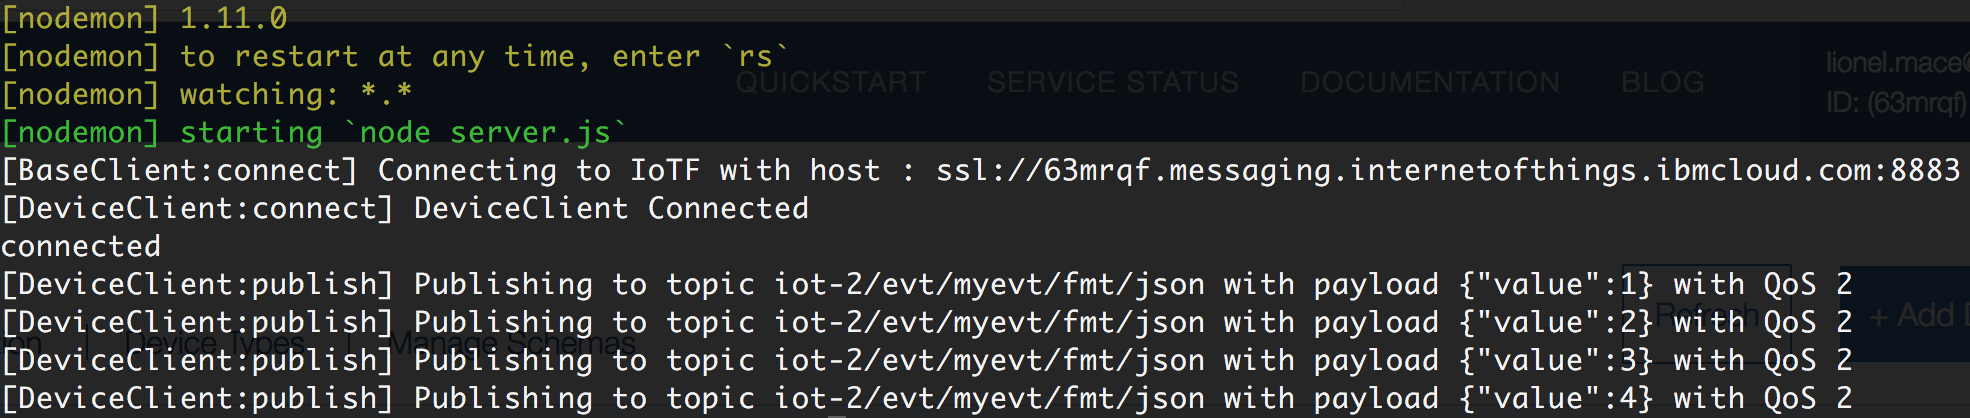 [nodemon] 1.11.0
[nodemon] to restart at any time, enter `rs`
[nodemon] watching: *.*
[nodemon] starting `node server.js`
QUICKSTART SERVICE STATUS DOCUMENTATION BLOG
lionel.mace@
ID: (63mrqf)
[BaseClient:connect] Connecting to IoTF with host : ssl://63mrqf.messaging.internetofthings.ibmcloud.com:8883
[DeviceClient:connect] DeviceClient Connected
connected
[DeviceClient:publish] Publishing to topic iot-2/evt/myevt/fmt/json with payload {"value":1} with QoS 2
[DeviceClient:publish] Publishing to topic iot-2/evt/myevt/fmt/json with payload {"value":2} with QoS 2
[DeviceClient:publish] Publishing to topic iot-2/evt/myevt/fmt/json with payload {"value":3} with QoS 2
[DeviceClient:publish] Publishing to topic iot-2/evt/myevt/fmt/json with payload {"value":4} with QoS 2
Refresh
+ Add D
Device Types | Manage Schemas